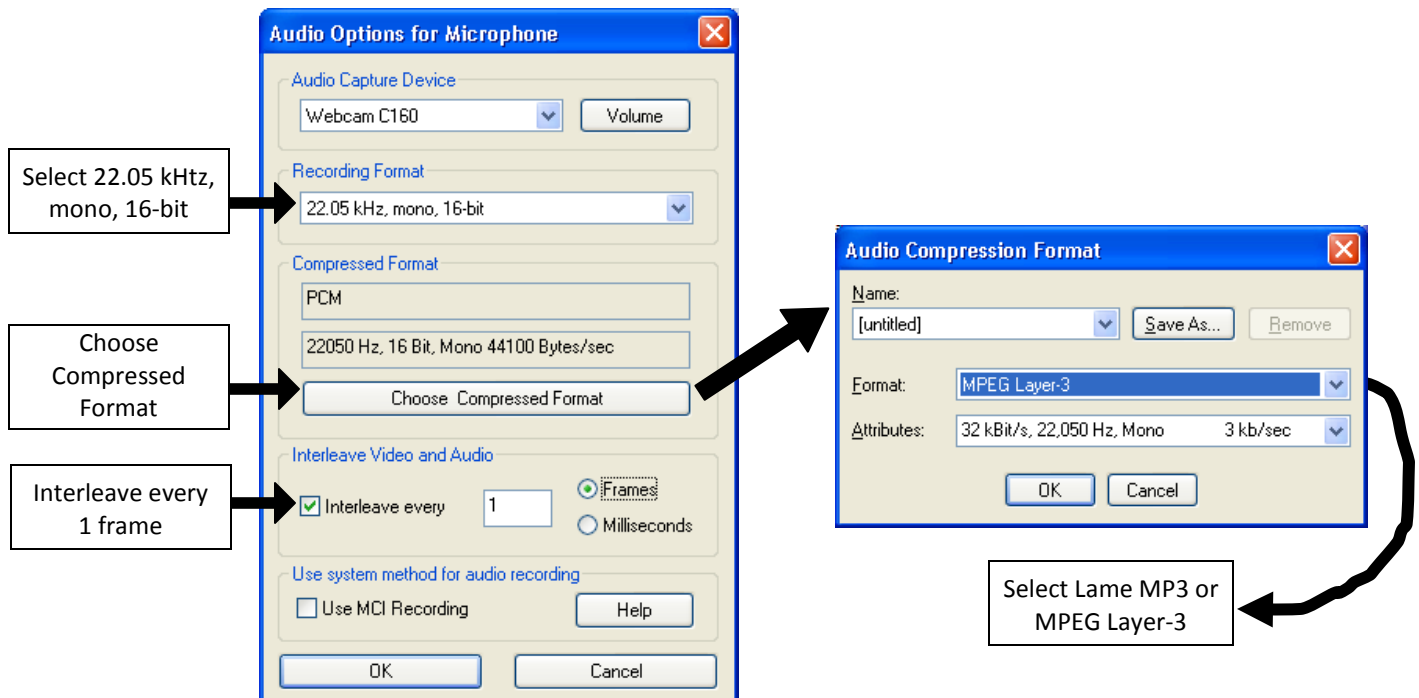 Audio Options for Microphone
Audio Capture Device
Webcam C160
Volume
Select 22.05 kHtz,
mono, 16-bit
Recording Format
22.05 kHz, mono, 16-bit
Compressed Format
PCM
22050 Hz, 16 Bit, Mono 44100 Bytes/sec
Choose
Compressed
Format
Choose Compressed Format
Interleave Video and Audio
Interleave every
1 frame
Interleave every
1
Frames
Milliseconds
Use system method for audio recording
Use MCI Recording
Help
OK
Cancel
Audio Compression Format
Name:
[untitled]
Save As...
Remove
Format:
MPEG Layer-3
Attributes:
32 kBit/s, 22,050 Hz, Mono 3 kb/sec
OK
Cancel
Select Lame MP3 or
MPEG Layer-3